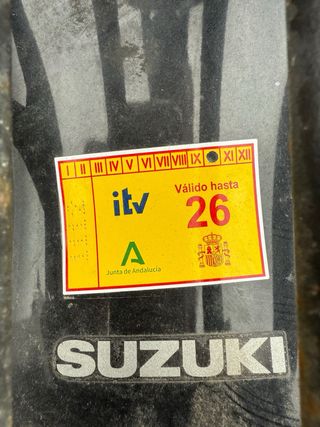 I II III IV V VI VII VIII IX XI XII
itv
Válido hasta
26
Junta de Andalucía
SUZUKI